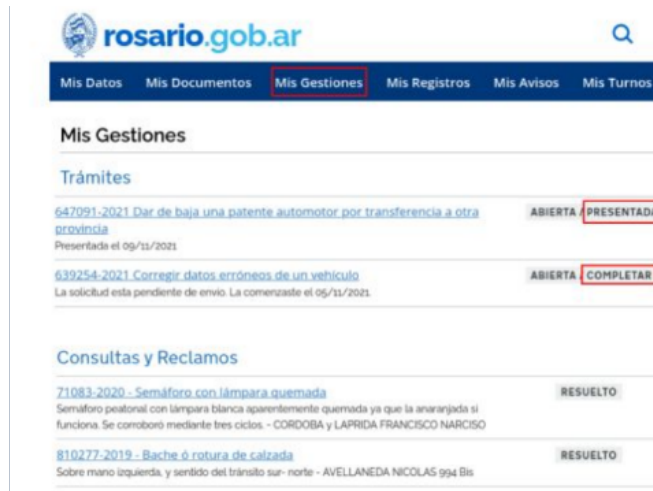 rosario.gob.ar
Mis Datos Mis Documentos Mis Gestiones Mis Registros Mis Avisos Mis Turnos
Mis Gestiones
Trámites
647091-2021 Dar de baja una patente automotor por transferencia a otra
provincia
ABIERTA / PRESENTADA
Presentada el 09/11/2021
639254-2021 Corregir datos erróneos de un vehículo
ABIERTA / COMPLETAR
La solicitud esta pendiente de envio. La comenzaste el 05/11/2021.
Consultas y Reclamos
71083-2020 - Semáforo con lámpara quemada
RESUELTO
Semáforo peatonal con lámpara blanca aparentemente quemada ya que la anaranjada si
funciona. Se corroboró mediante tres ciclos. - CORDOBA y LAPRIDA FRANCISCO NARCISO
810277-2019 - Bache ó rotura de calzada
RESUELTO
Sobre mano izquierda, y sentido del tránsito sur- norte - AVELLANEDA NICOLAS 994 Bis